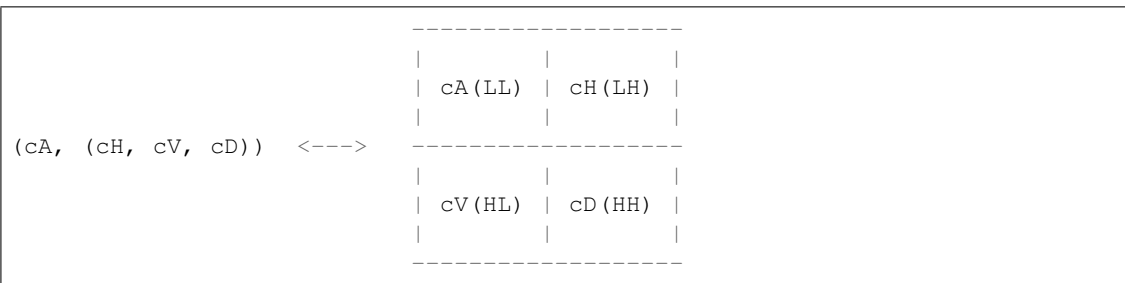 -------------------
|        |        |
| cA(LL) | cH(LH) |
|        |        |
(cA, (cH, cV, cD))  <--->  -------------------
|        |        |
| cV(HL) | cD(HH) |
|        |        |
-------------------